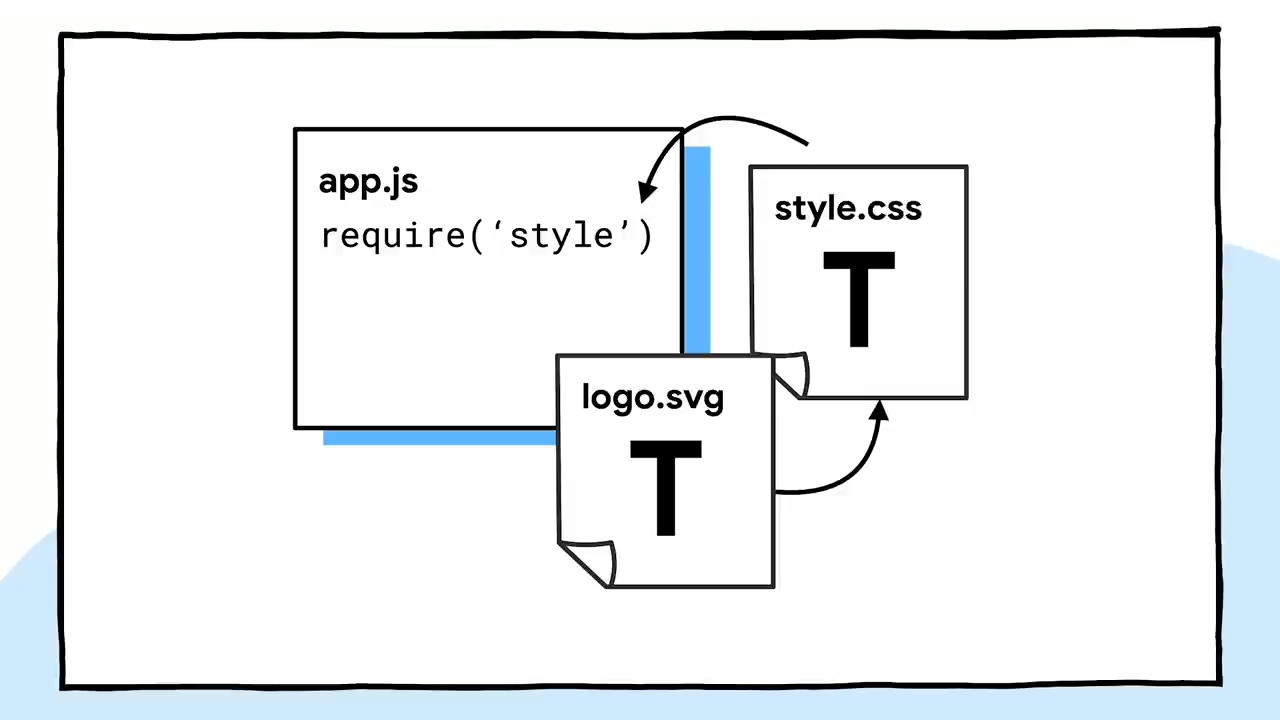 app.js
require(‘style’)
style.css
T
logo.svg
T